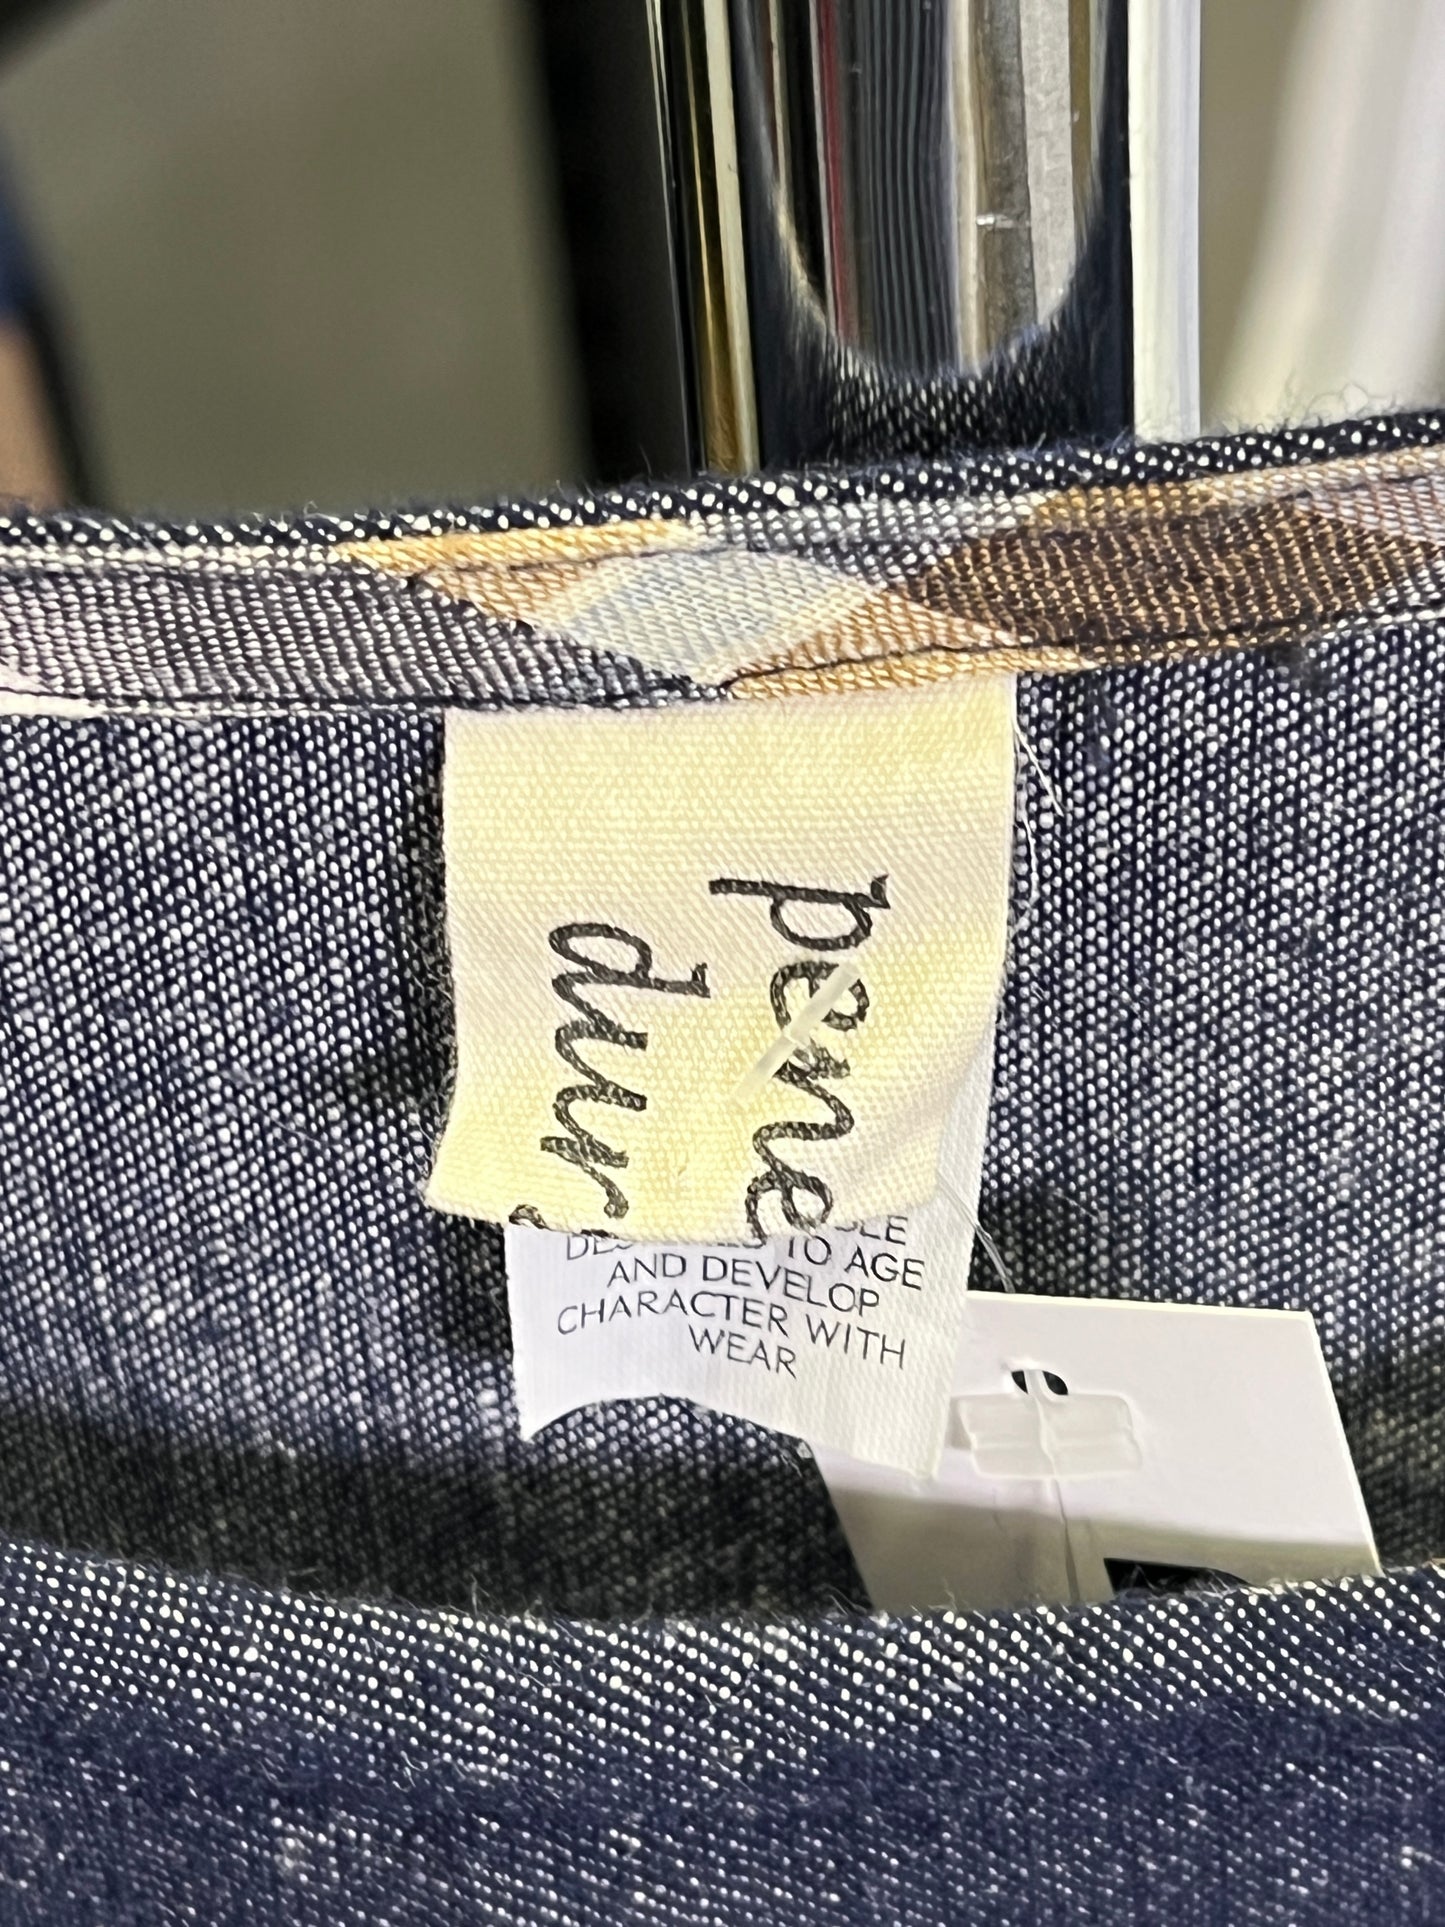 pene
dur
TO AGE
AND DEVELOP
CHARACTER WITH
WEAR